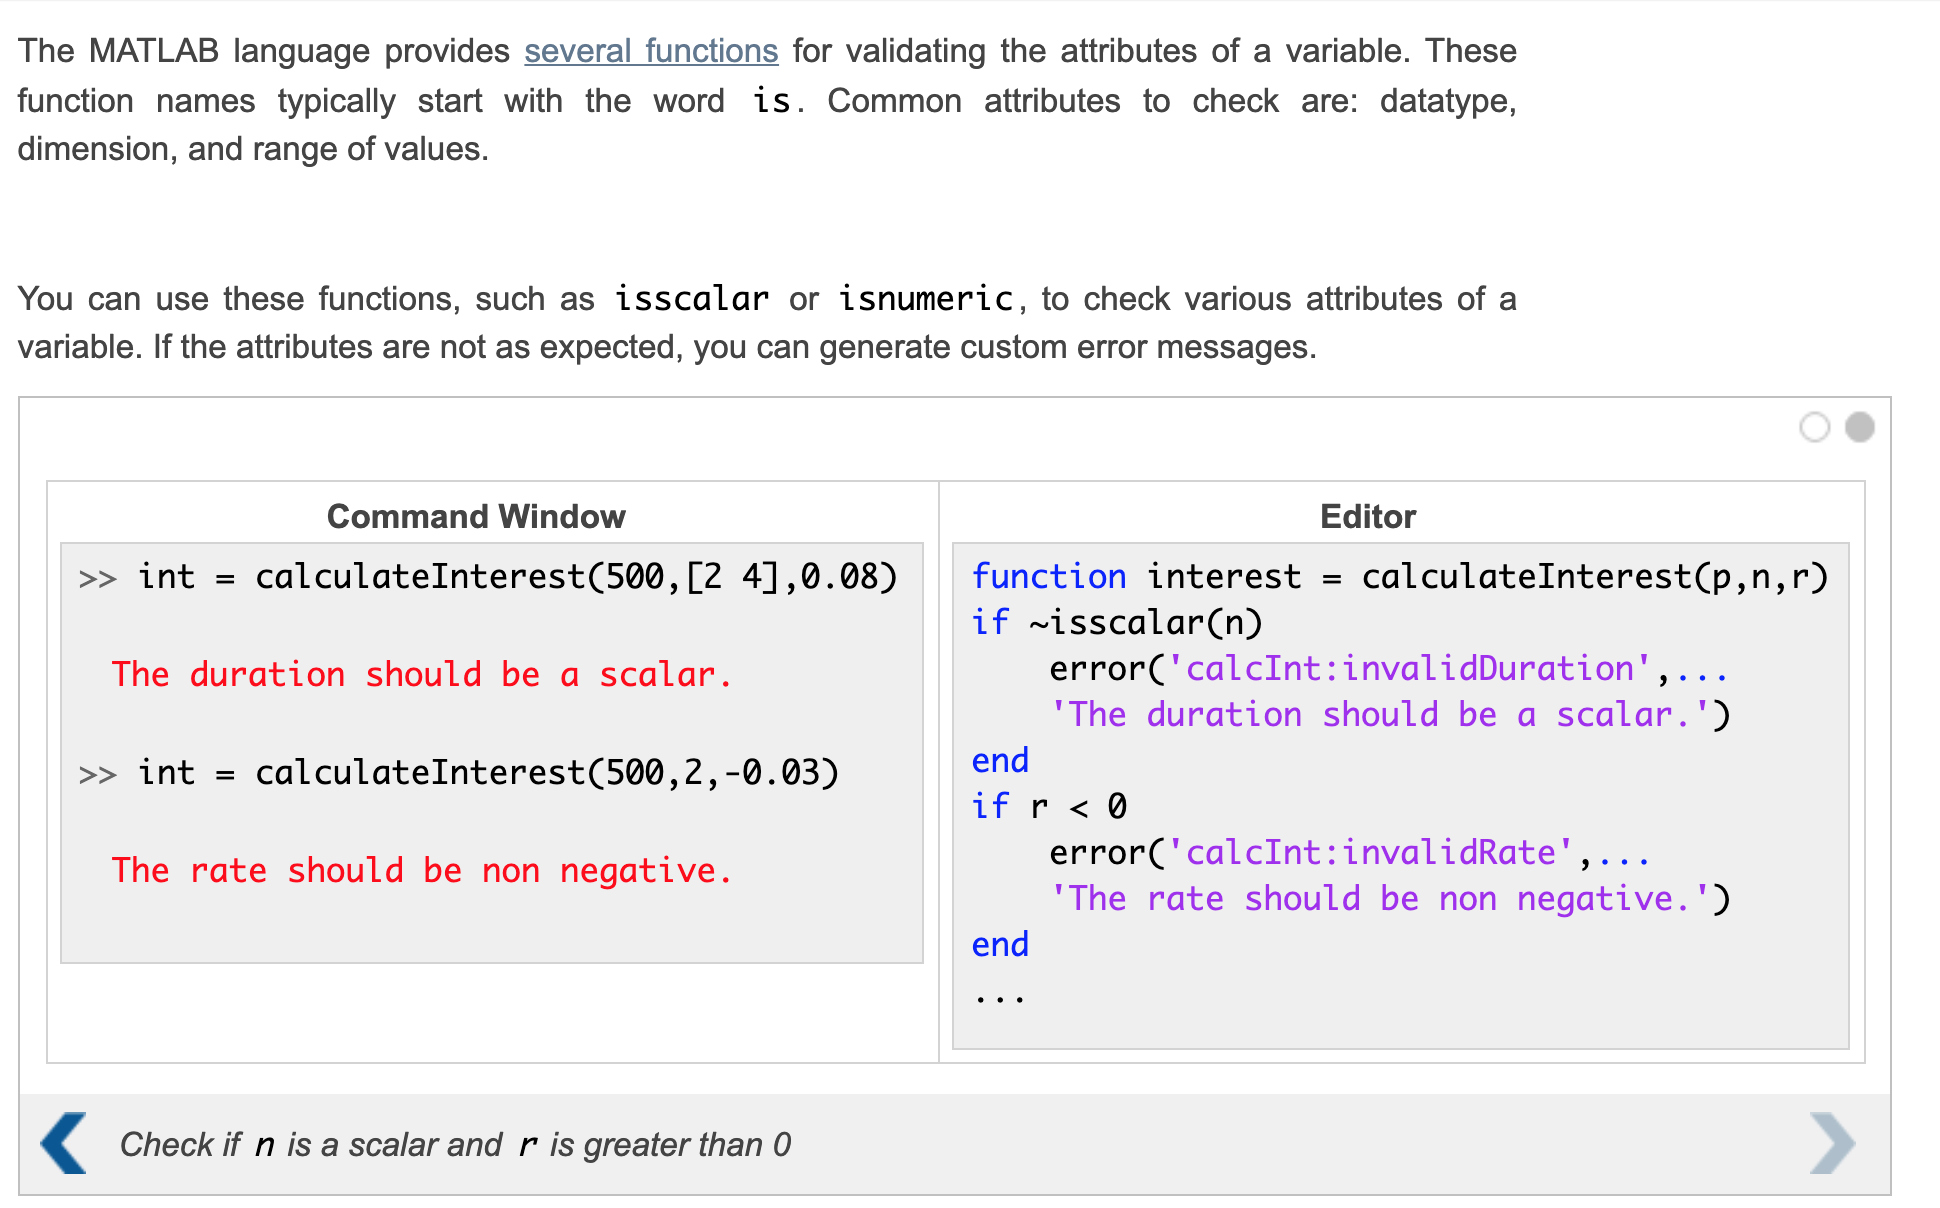 The MATLAB language provides several functions for validating the attributes of a variable. These
function names typically start with the word is. Common attributes to check are: datatype,
dimension, and range of values.
You can use these functions, such as isscalar or isnumeric, to check various attributes of a
variable. If the attributes are not as expected, you can generate custom error messages.
Command Window
>> int = calculateInterest(500,[2 4],0.08)
The duration should be a scalar.
>> int = calculateInterest(500,2,-0.03)
The rate should be non negative.
Editor
function interest = calculateInterest(p,n,r)
if ~isscalar(n)
    error('calcInt:invalidDuration',...
    'The duration should be a scalar.')
end
if r < 0
    error('calcInt:invalidRate',...
    'The rate should be non negative.')
end
...
Check if n is a scalar and r is greater than 0